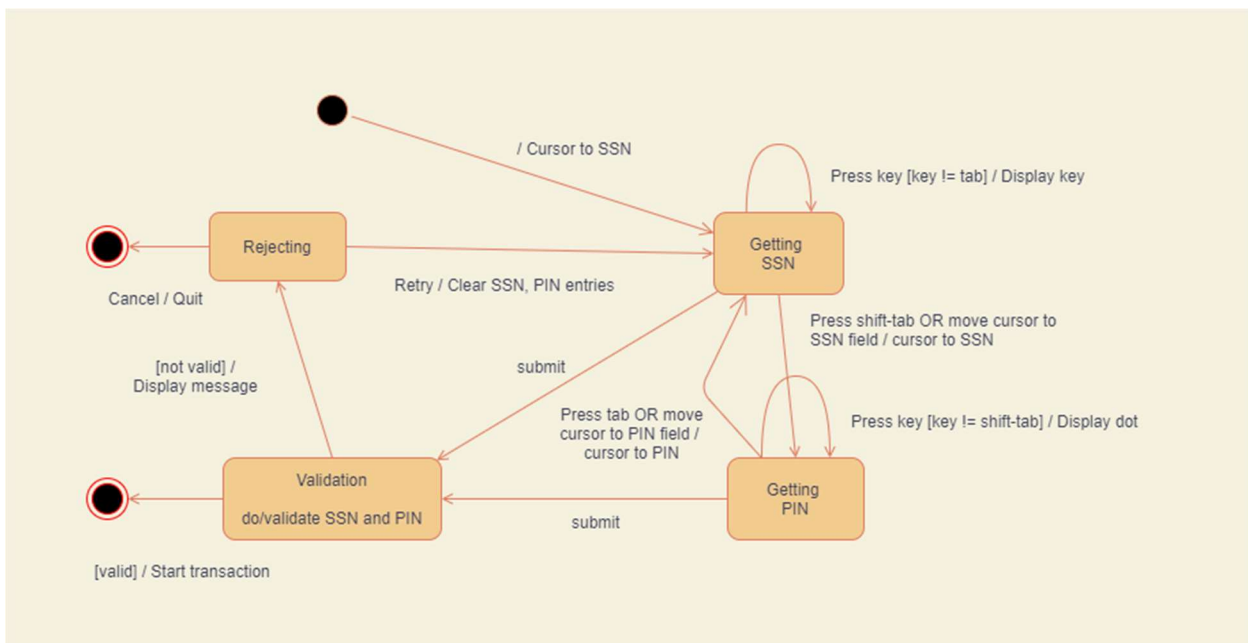 / Cursor to SSN
Press key [key != tab] / Display key
Rejecting
Getting
SSN
Cancel / Quit
Retry / Clear SSN, PIN entries
Press shift-tab OR move cursor to
SSN field / cursor to SSN
[not valid] /
Display message
submit
Press tab OR move
cursor to PIN field /
cursor to PIN
Press key [key != shift-tab] / Display dot
Validation
do/validate SSN and PIN
Getting
PIN
submit
[valid] / Start transaction